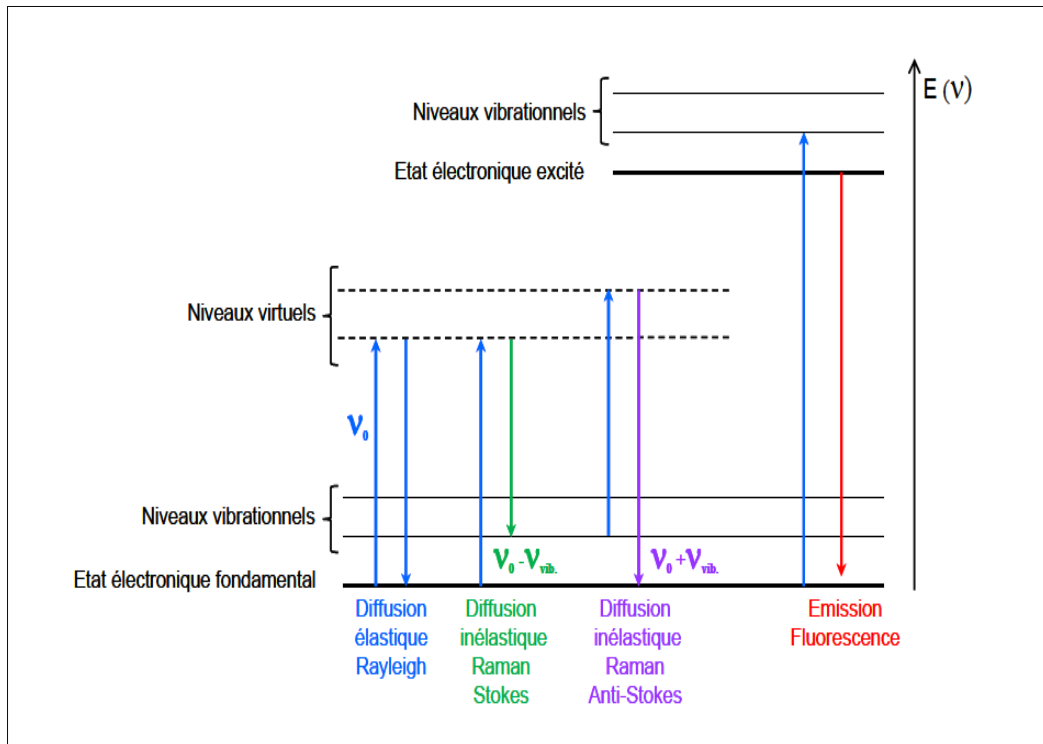 E (ν)
Niveaux vibrationnels
Etat électronique excité
Niveaux virtuels
ν0
Niveaux vibrationnels
ν0 - νvib.
ν0 + νvib.
Etat électronique fondamental
Diffusion
élastique
Rayleigh
Diffusion
inélastique
Raman
Stokes
Diffusion
inélastique
Raman
Anti-Stokes
Emission
Fluorescence